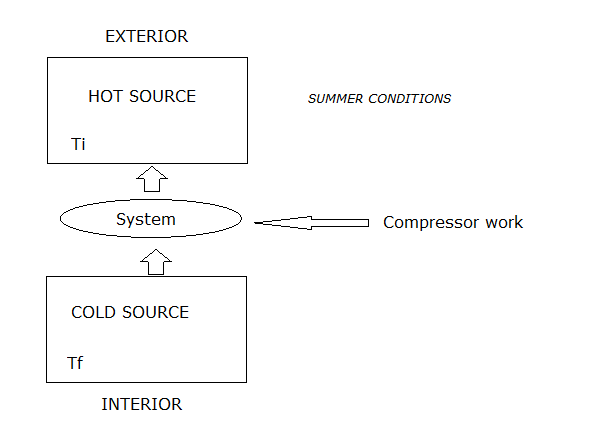 EXTERIOR
HOT SOURCE
SUMMER CONDITIONS
Ti
System
Compressor work
COLD SOURCE
Tf
INTERIOR